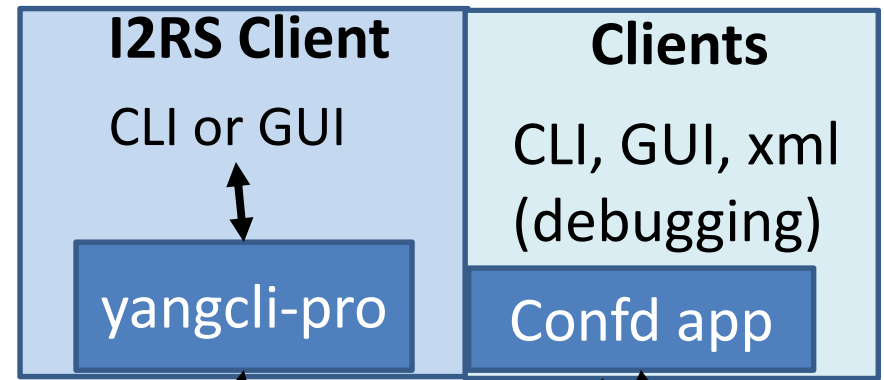 I2RS Client
CLI or GUI
yangcli-pro
Clients
CLI, GUI, xml
(debugging)
Confd app